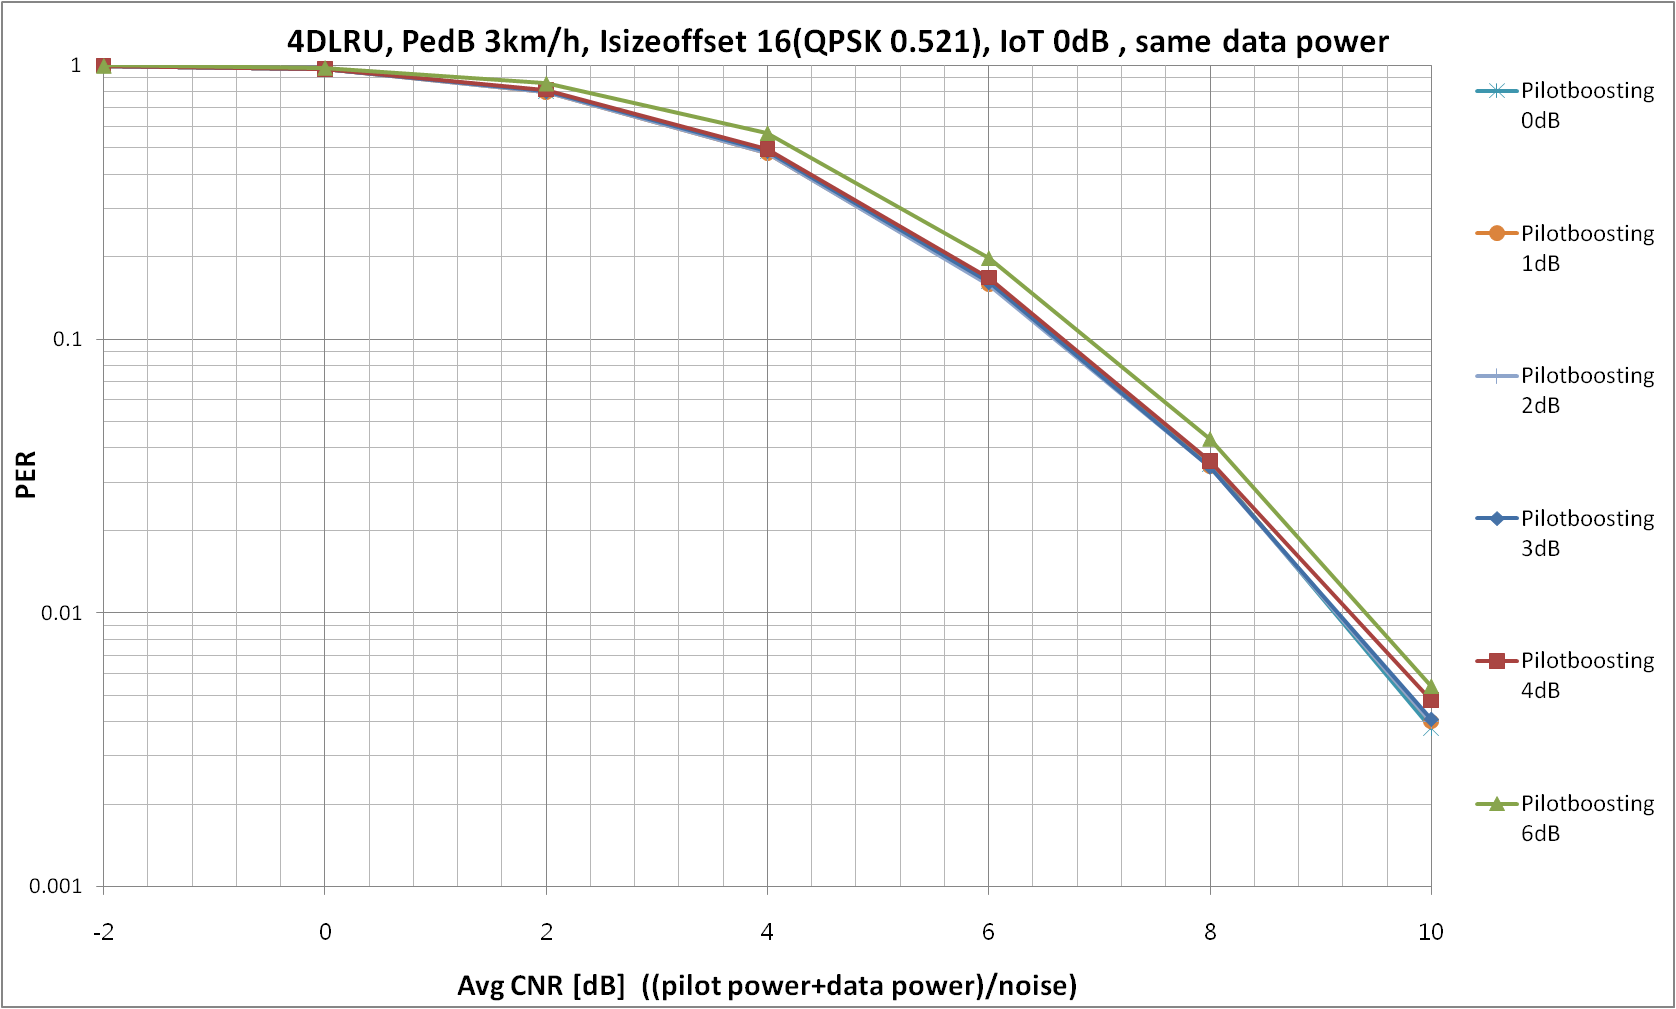 4DLRU, PedB 3km/h, Isizeoffset 16(QPSK 0.521), IoT 0dB , same data power
1
0.1
0.01
0.001
PER
-2 0 2 4 6 8 10
Avg CNR [dB] ((pilot power+data power)/noise)
Pilotboosting
0dB
Pilotboosting
1dB
Pilotboosting
2dB
Pilotboosting
3dB
Pilotboosting
4dB
Pilotboosting
6dB